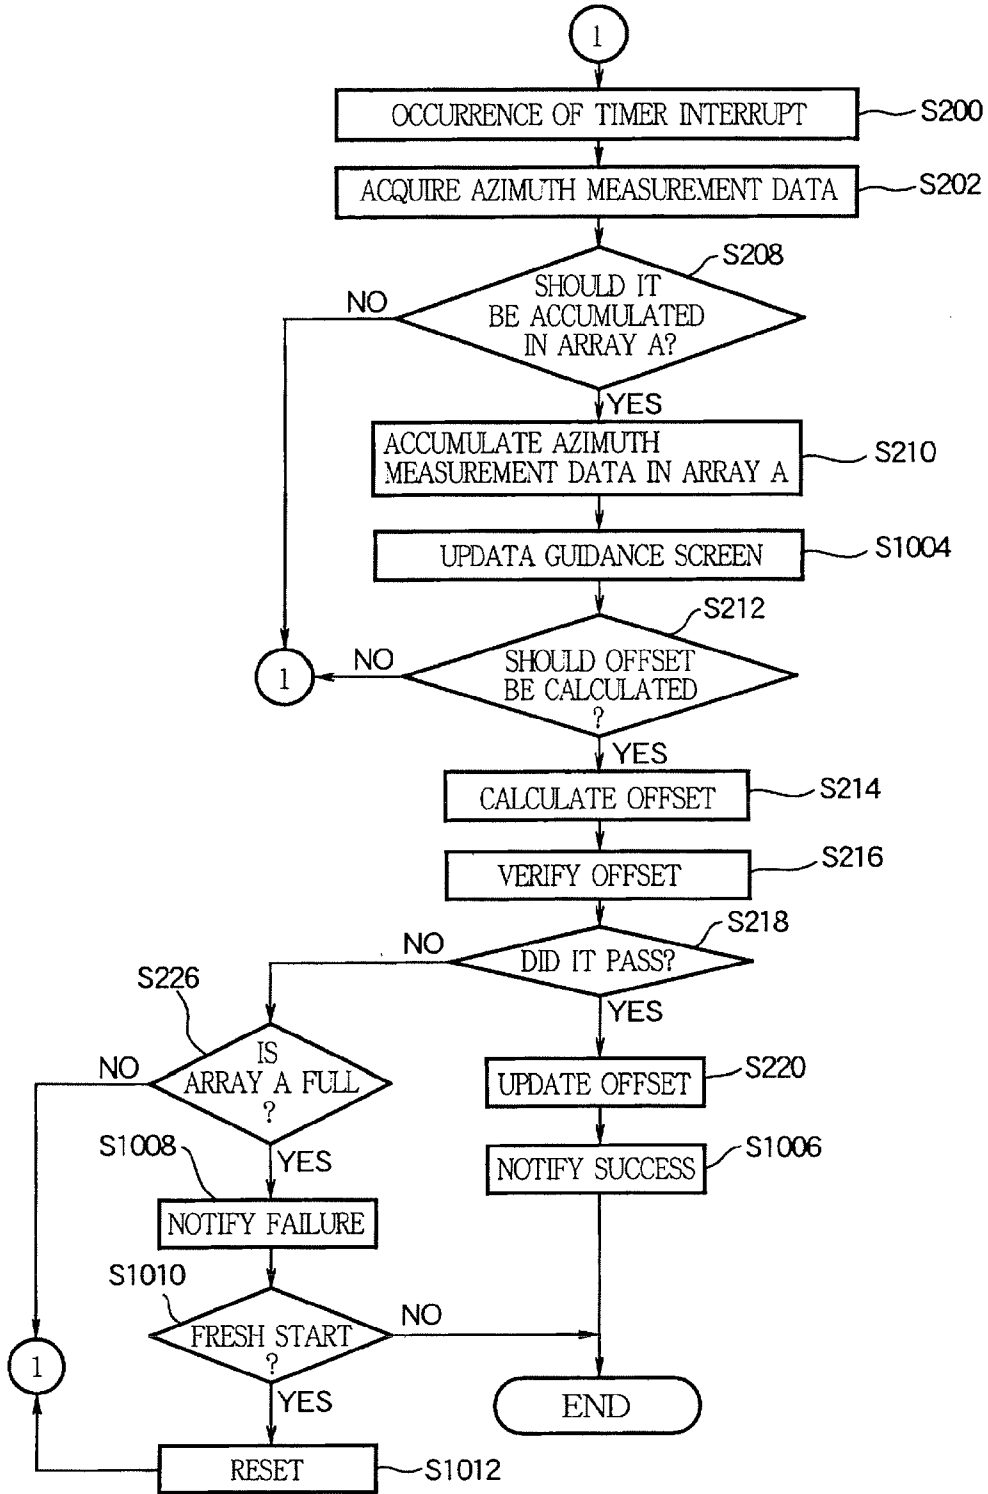 1
OCCURRENCE OF TIMER INTERRUPT
S200
ACQUIRE AZIMUTH MEASUREMENT DATA
S202
S208
SHOULD IT
BE ACCUMULATED
IN ARRAY A?
NO
YES
ACCUMULATE AZIMUTH
MEASUREMENT DATA IN ARRAY A
S210
UPDATA GUIDANCE SCREEN
S1004
S212
SHOULD OFFSET
BE CALCULATED
?
NO
1
YES
CALCULATE OFFSET
S214
VERIFY OFFSET
S216
S218
DID IT PASS?
NO
YES
S226
IS
ARRAY A FULL
?
NO
YES
UPDATE OFFSET
S220
S1008
NOTIFY FAILURE
NOTIFY SUCCESS
S1006
S1010
FRESH START
?
NO
YES
1
END
RESET
S1012